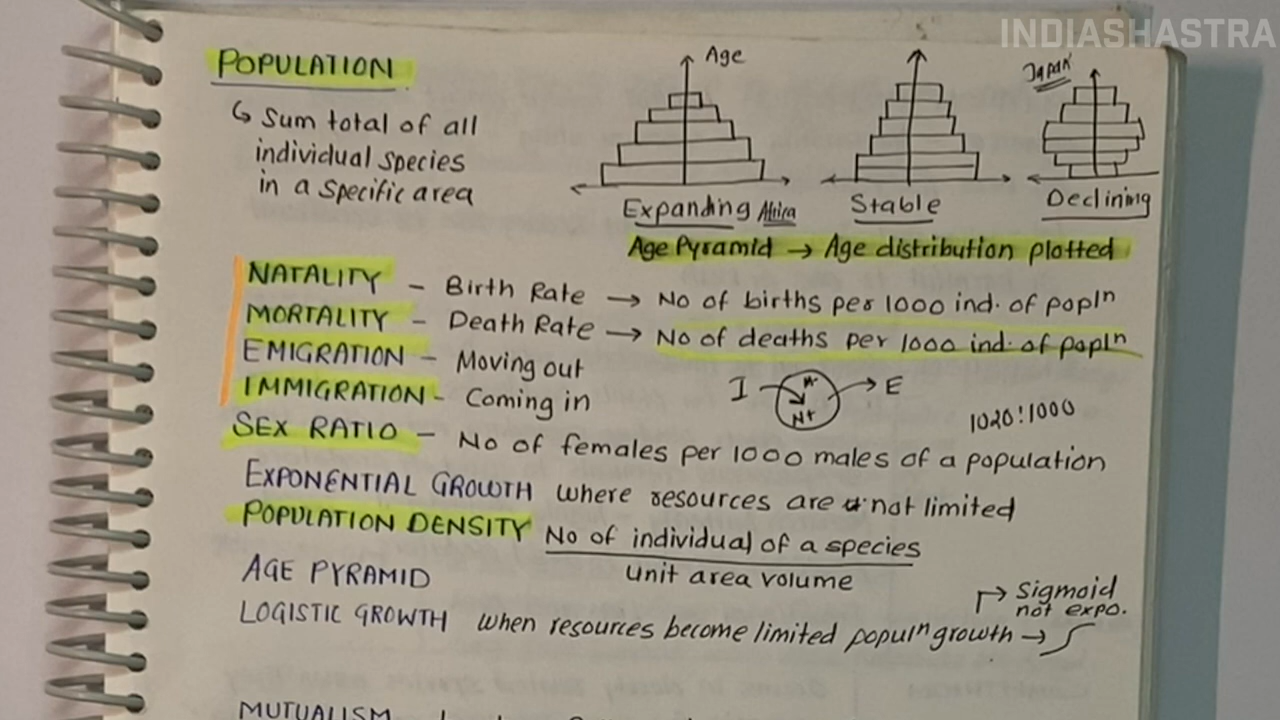 INDIASHASTRA
POPULATION
↳ Sum total of all
individual species
in a specific area
Age
Japan
Expanding Africa
Stable
Declining
Age Pyramid → Age distribution plotted
NATALITY - Birth Rate → No of births per 1000 ind. of popl^n
MORTALITY - Death Rate → No of deaths per 1000 ind. of popl^n
EMIGRATION - Moving out
IMMIGRATION - Coming in
I M- N+ → E
1020:1000
SEX RATIO - No of females per 1000 males of a population
EXPONENTIAL GROWTH where resources are not limited
POPULATION DENSITY No of individual of a species
unit area volume
AGE PYRAMID
→ Sigmoid
not expo.
LOGISTIC GROWTH when resources become limited popul^n growth →
MUTUALISM